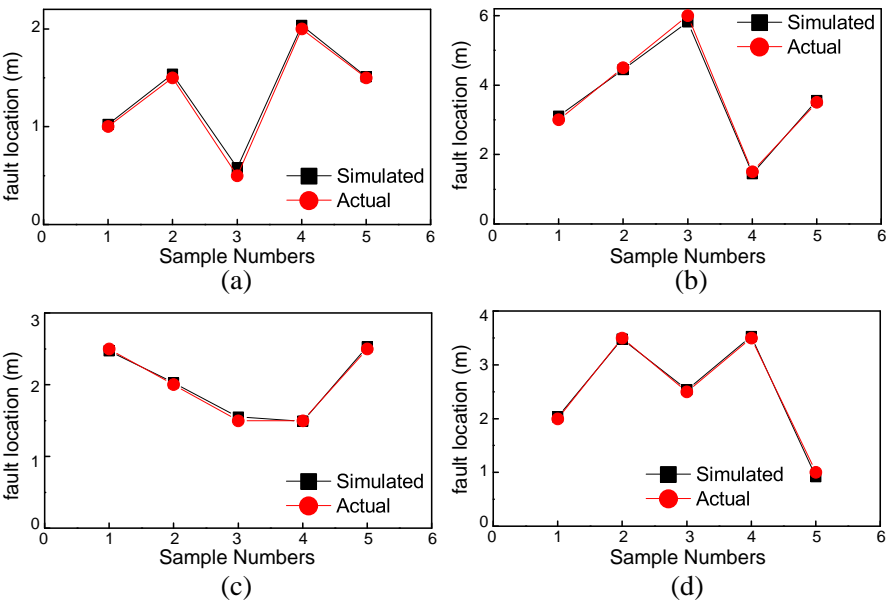 fault location (m)
2
1
0
Simulated
Actual
0 1 2 3 4 5 6
Sample Numbers
(a)
fault location (m)
6
4
2
0
Simulated
Actual
0 1 2 3 4 5 6
Sample Numbers
(b)
fault location (m)
3
2
1
0
Simulated
Actual
0 1 2 3 4 5 6
Sample Numbers
(c)
fault location (m)
4
3
2
1
0
Simulated
Actual
0 1 2 3 4 5 6
Sample Numbers
(d)